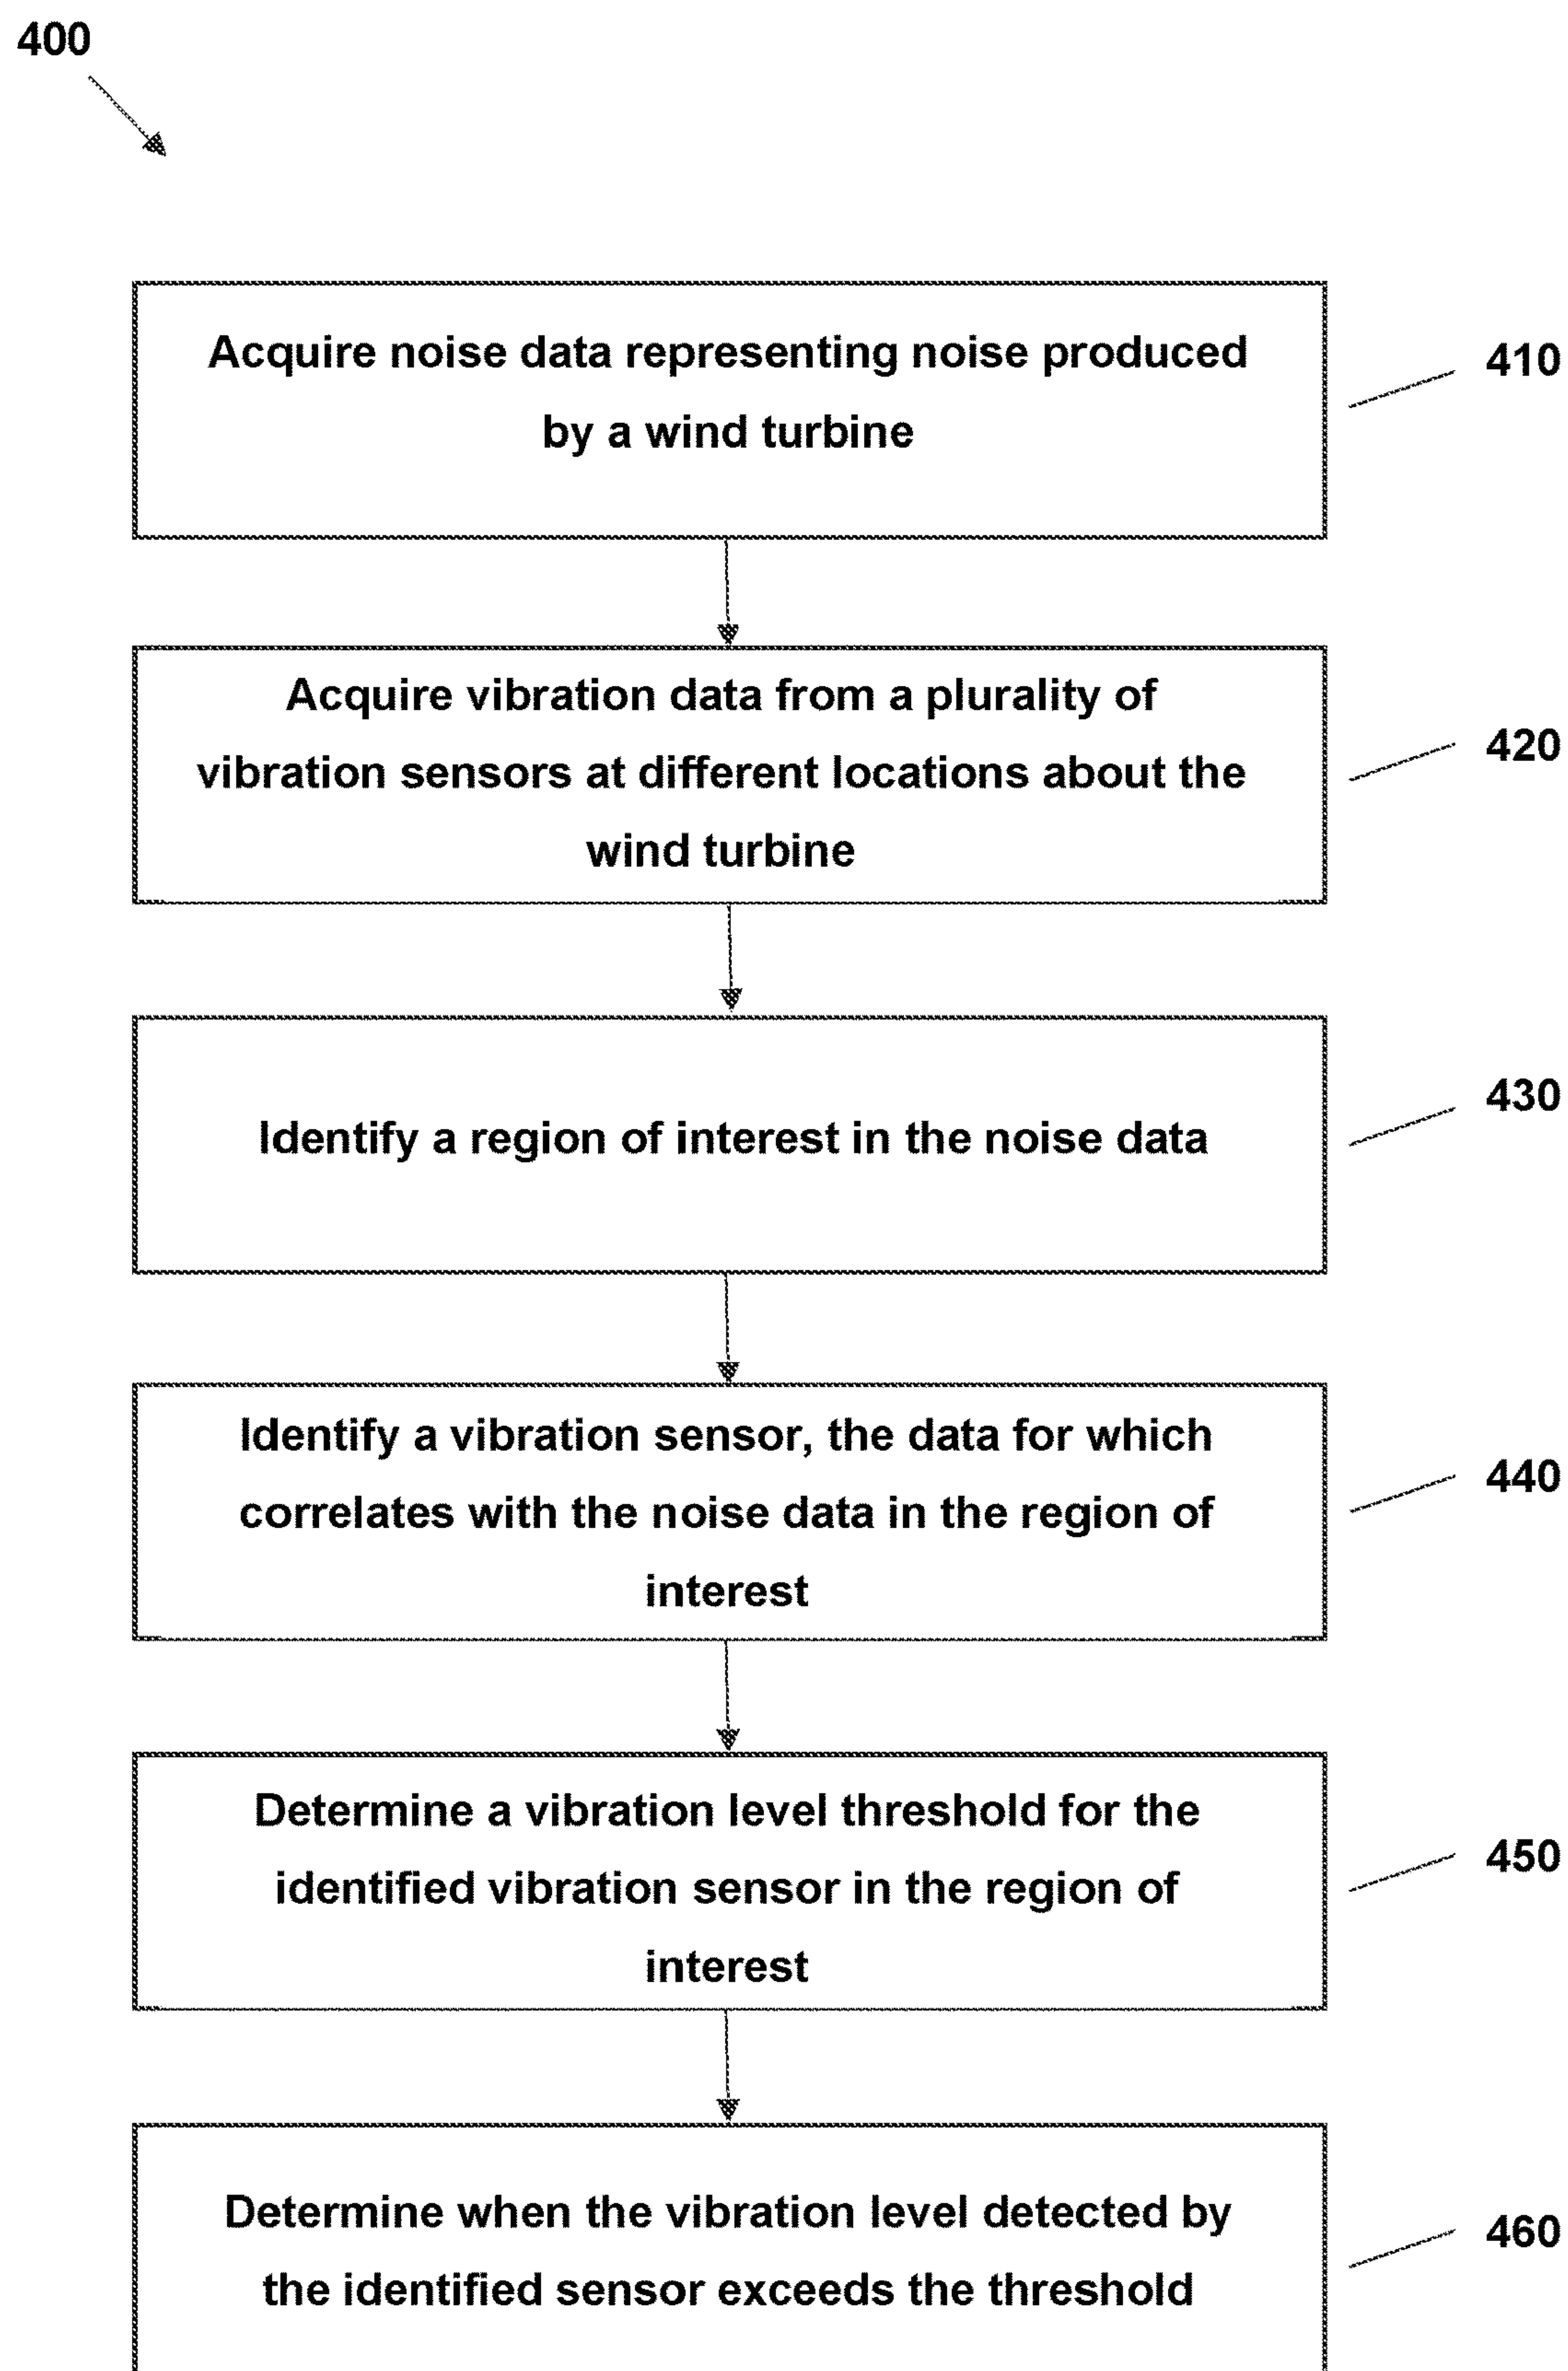 400
Acquire noise data representing noise produced
by a wind turbine
410
Acquire vibration data from a plurality of
vibration sensors at different locations about the
wind turbine
420
Identify a region of interest in the noise data
430
Identify a vibration sensor, the data for which
correlates with the noise data in the region of
interest
440
Determine a vibration level threshold for the
identified vibration sensor in the region of
interest
450
Determine when the vibration level detected by
the identified sensor exceeds the threshold
460